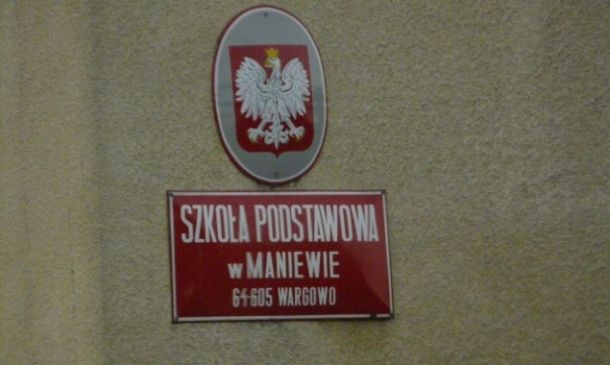 SZKOŁA PODSTAWOWA
w MANIEWIE
64-605 WARGOWO